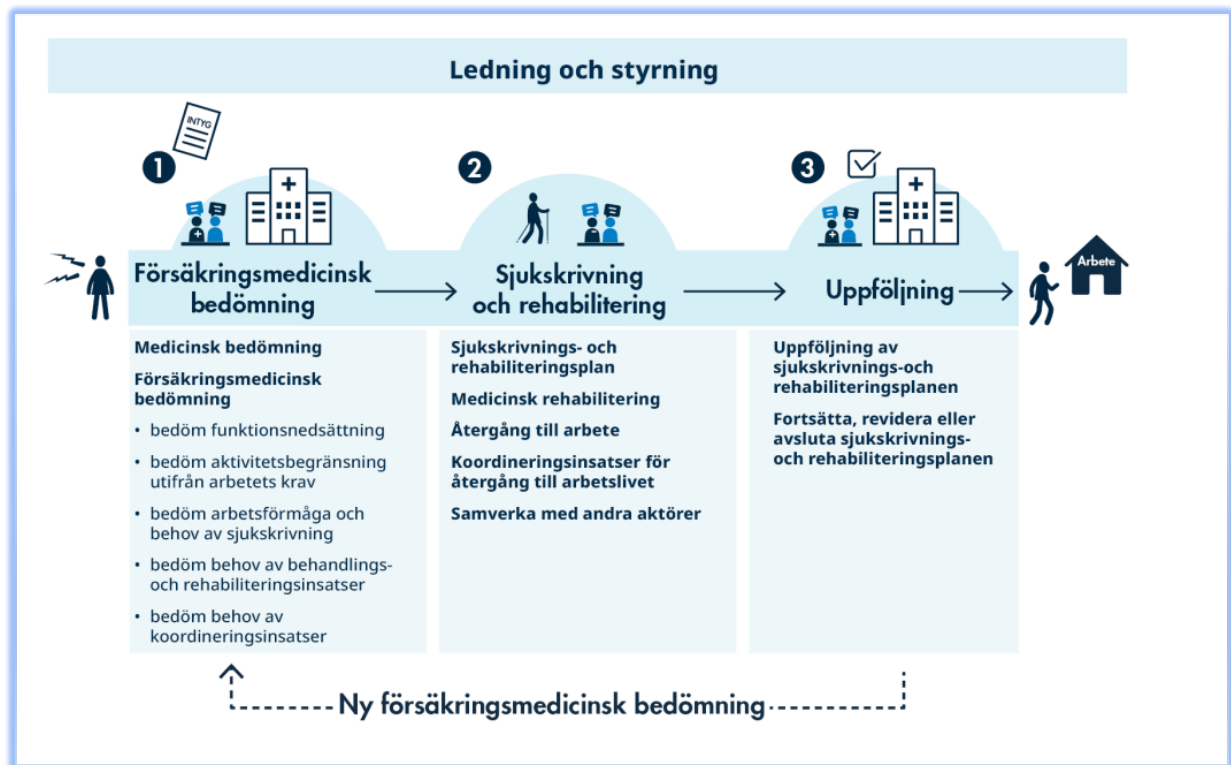 Ledning och styrning
INTYG
1
2
3
Försäkringsmedicinsk
bedömning
Sjukskrivning
och rehabilitering
Uppföljning
Arbete
Medicinsk bedömning
Försäkringsmedicinsk
bedömning
• bedöm funktionsnedsättning
• bedöm aktivitetsbegränsning
utifrån arbetets krav
• bedöm arbetsförmåga och
behov av sjukskrivning
• bedöm behov av behandlings-
och rehabiliteringsinsatser
• bedöm behov av
koordineringsinsatser
Sjukskrivnings- och
rehabiliteringsplan
Medicinsk rehabilitering
Återgång till arbete
Koordineringsinsatser för
återgång till arbetslivet
Samverka med andra aktörer
Uppföljning av
sjukskrivnings-och
rehabiliteringsplanen
Fortsätta, revidera eller
avsluta sjukskrivnings-
och rehabiliteringsplanen
Ny försäkringsmedicinsk bedömning